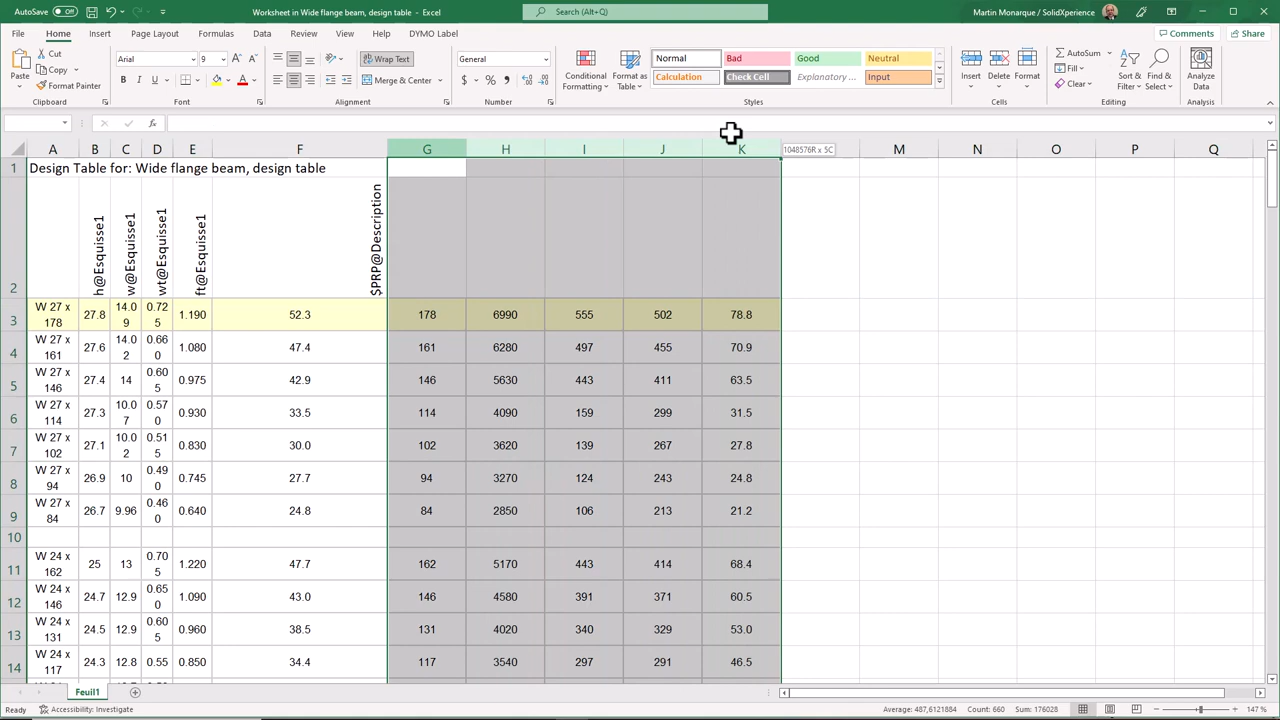 AutoSave Off Worksheet in Wide flange beam, design table - Excel Search (Alt+Q) Martin Monarque / SolidXperience
File Home Insert Page Layout Formulas Data Review View Help DYMO Label Comments Share
Paste Cut Copy Format Painter Clipboard
Arial 9 B I U Font
Wrap Text Merge & Center Alignment
General $ % , Number
Conditional Formatting Format as Table
Normal Bad Good Neutral
Calculation Check Cell Explanatory ... Input
Styles
Insert Delete Format Cells
AutoSum Fill Clear Sort & Filter Find & Select Editing
Analyze Data Analysis
fx
A B C D E F G H I J K 1048576R x 5C M N O P Q
1 Design Table for: Wide flange beam, design table
2 h@Esquisse1 w@Esquisse1 wt@Esquisse1 ft@Esquisse1 $PRP@Description
3 W 27 x 178 27.8 14.09 0.725 1.190 52.3 178 6990 555 502 78.8
4 W 27 x 161 27.6 14.02 0.660 1.080 47.4 161 6280 497 455 70.9
5 W 27 x 146 27.4 14 0.605 0.975 42.9 146 5630 443 411 63.5
6 W 27 x 114 27.3 10.07 0.570 0.930 33.5 114 4090 159 299 31.5
7 W 27 x 102 27.1 10.02 0.515 0.830 30.0 102 3620 139 267 27.8
8 W 27 x 94 26.9 10 0.490 0.745 27.7 94 3270 124 243 24.8
9 W 27 x 84 26.7 9.96 0.460 0.640 24.8 84 2850 106 213 21.2
10
11 W 24 x 162 25 13 0.705 1.220 47.7 162 5170 443 414 68.4
12 W 24 x 146 24.7 12.9 0.650 1.090 43.0 146 4580 391 371 60.5
13 W 24 x 131 24.5 12.9 0.605 0.960 38.5 131 4020 340 329 53.0
14 W 24 x 117 24.3 12.8 0.55 0.850 34.4 117 3540 297 291 46.5
Feuil1
Ready Accessibility: Investigate Average: 487,6121884 Count: 660 Sum: 176028 147 %